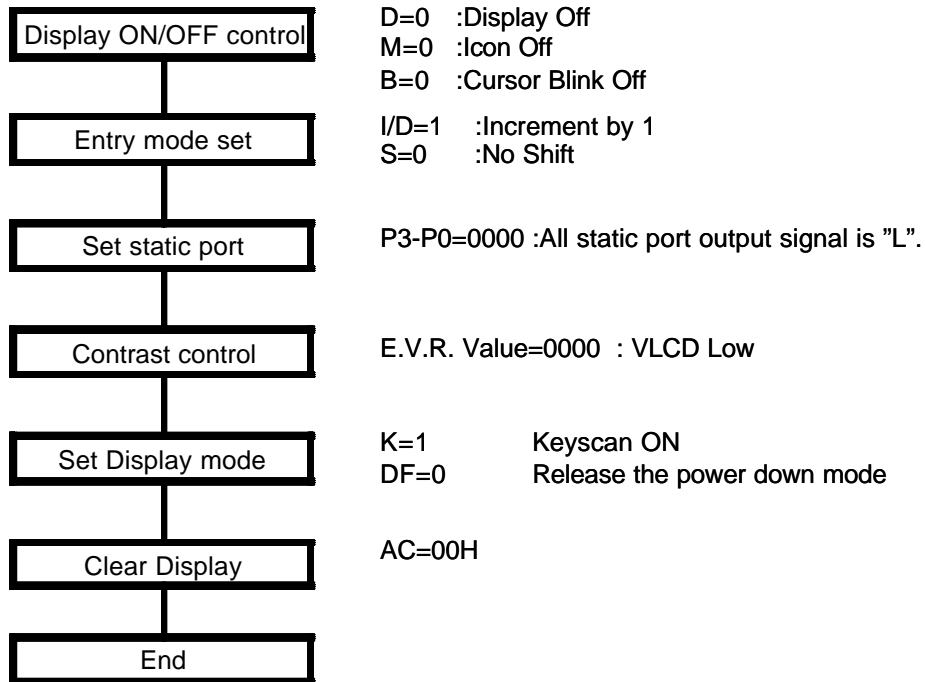 Display ON/OFF control
D=0 :Display Off
M=0 :Icon Off
B=0 :Cursor Blink Off
Entry mode set
I/D=1 :Increment by 1
S=0 :No Shift
Set static port
P3-P0=0000 :All static port output signal is ”L”.
Contrast control
E.V.R. Value=0000 : VLCD Low
Set Display mode
K=1 Keyscan ON
DF=0 Release the power down mode
Clear Display
AC=00H
End